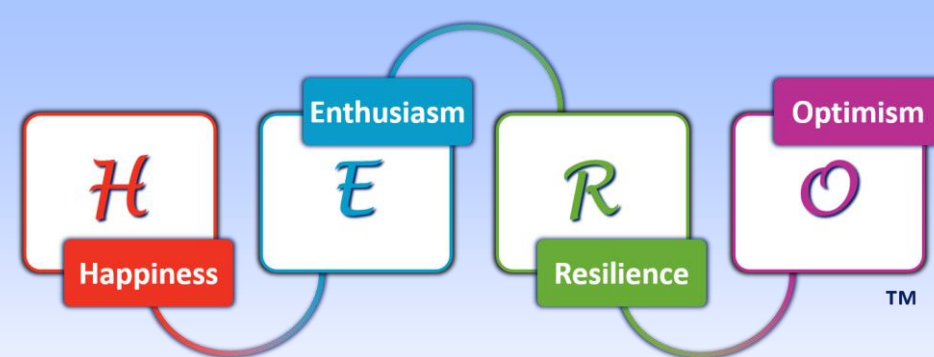 H
Happiness
Enthusiasm
E
R
Resilience
Optimism
O
TM